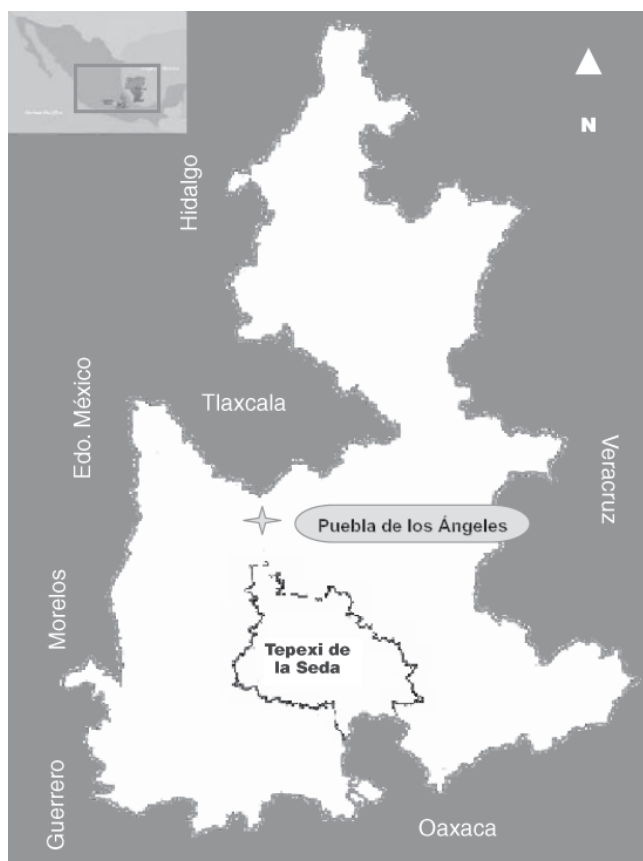 N
Hidalgo
Tlaxcala
Edo. México
Veracruz
Puebla de los Ángeles
Morelos
Tepexi de
la Seda
Guerrero
Oaxaca